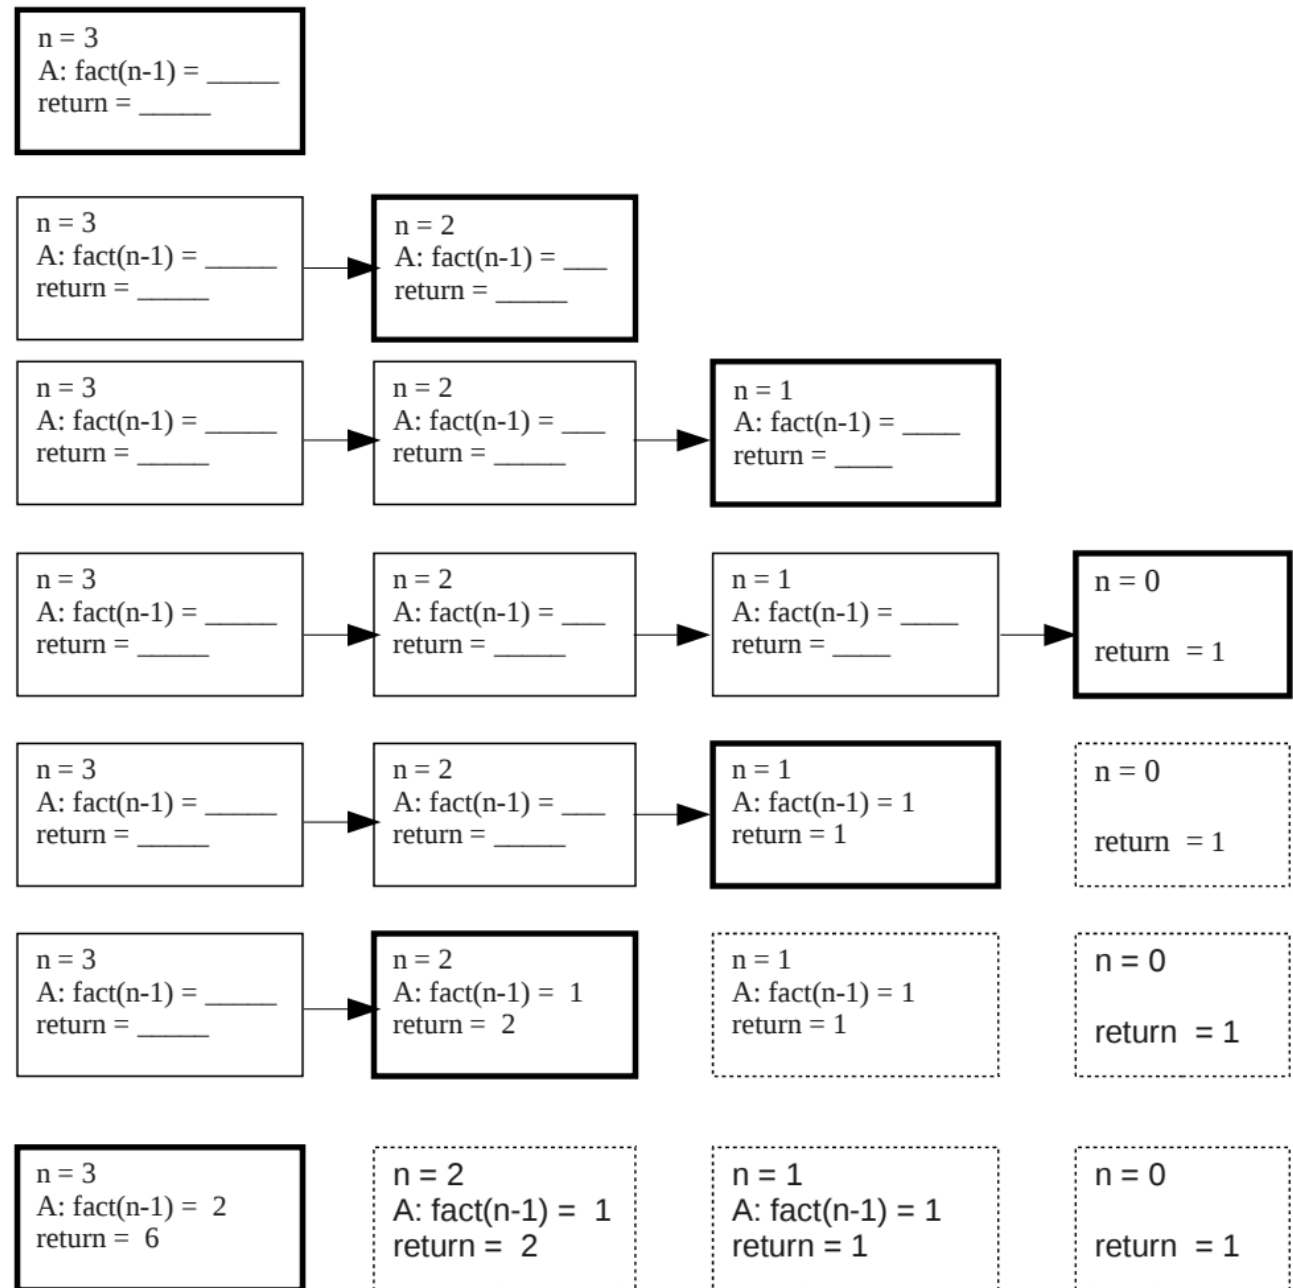 n = 3
A: fact(n-1) = _____
return = _____
n = 3
A: fact(n-1) = _____
return = _____
n = 2
A: fact(n-1) = ___
return = _____
n = 3
A: fact(n-1) = _____
return = _____
n = 2
A: fact(n-1) = ___
return = _____
n = 1
A: fact(n-1) = ____
return = ____
n = 3
A: fact(n-1) = _____
return = _____
n = 2
A: fact(n-1) = ___
return = _____
n = 1
A: fact(n-1) = ____
return = ____
n = 0
return  = 1
n = 3
A: fact(n-1) = _____
return = _____
n = 2
A: fact(n-1) = ___
return = _____
n = 1
A: fact(n-1) = 1
return = 1
n = 0
return  = 1
n = 3
A: fact(n-1) = _____
return = _____
n = 2
A: fact(n-1) =  1
return =  2
n = 1
A: fact(n-1) = 1
return = 1
n = 0
return  = 1
n = 3
A: fact(n-1) =  2
return =  6
n = 2
A: fact(n-1) =  1
return =  2
n = 1
A: fact(n-1) = 1
return = 1
n = 0
return  = 1